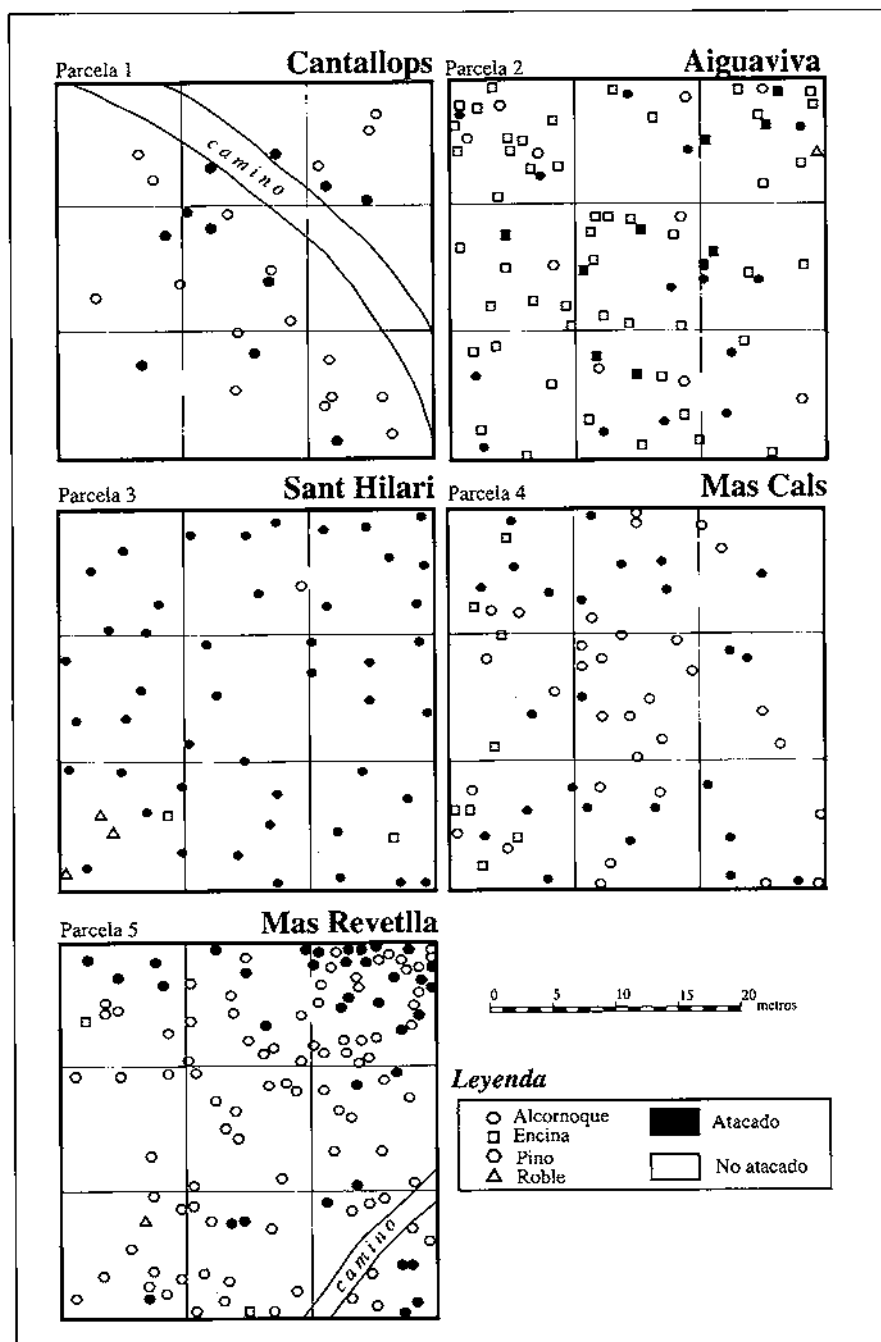 Parcela 1 Cantallops
Parcela 2 Aiguaviva
camino
Parcela 3 Sant Hilari
Parcela 4 Mas Cals
Parcela 5 Mas Revetlla
camino
0 5 10 15 20
metros
Leyenda
Alcornoque
Encina
Pino
Roble
Atacado
No atacado